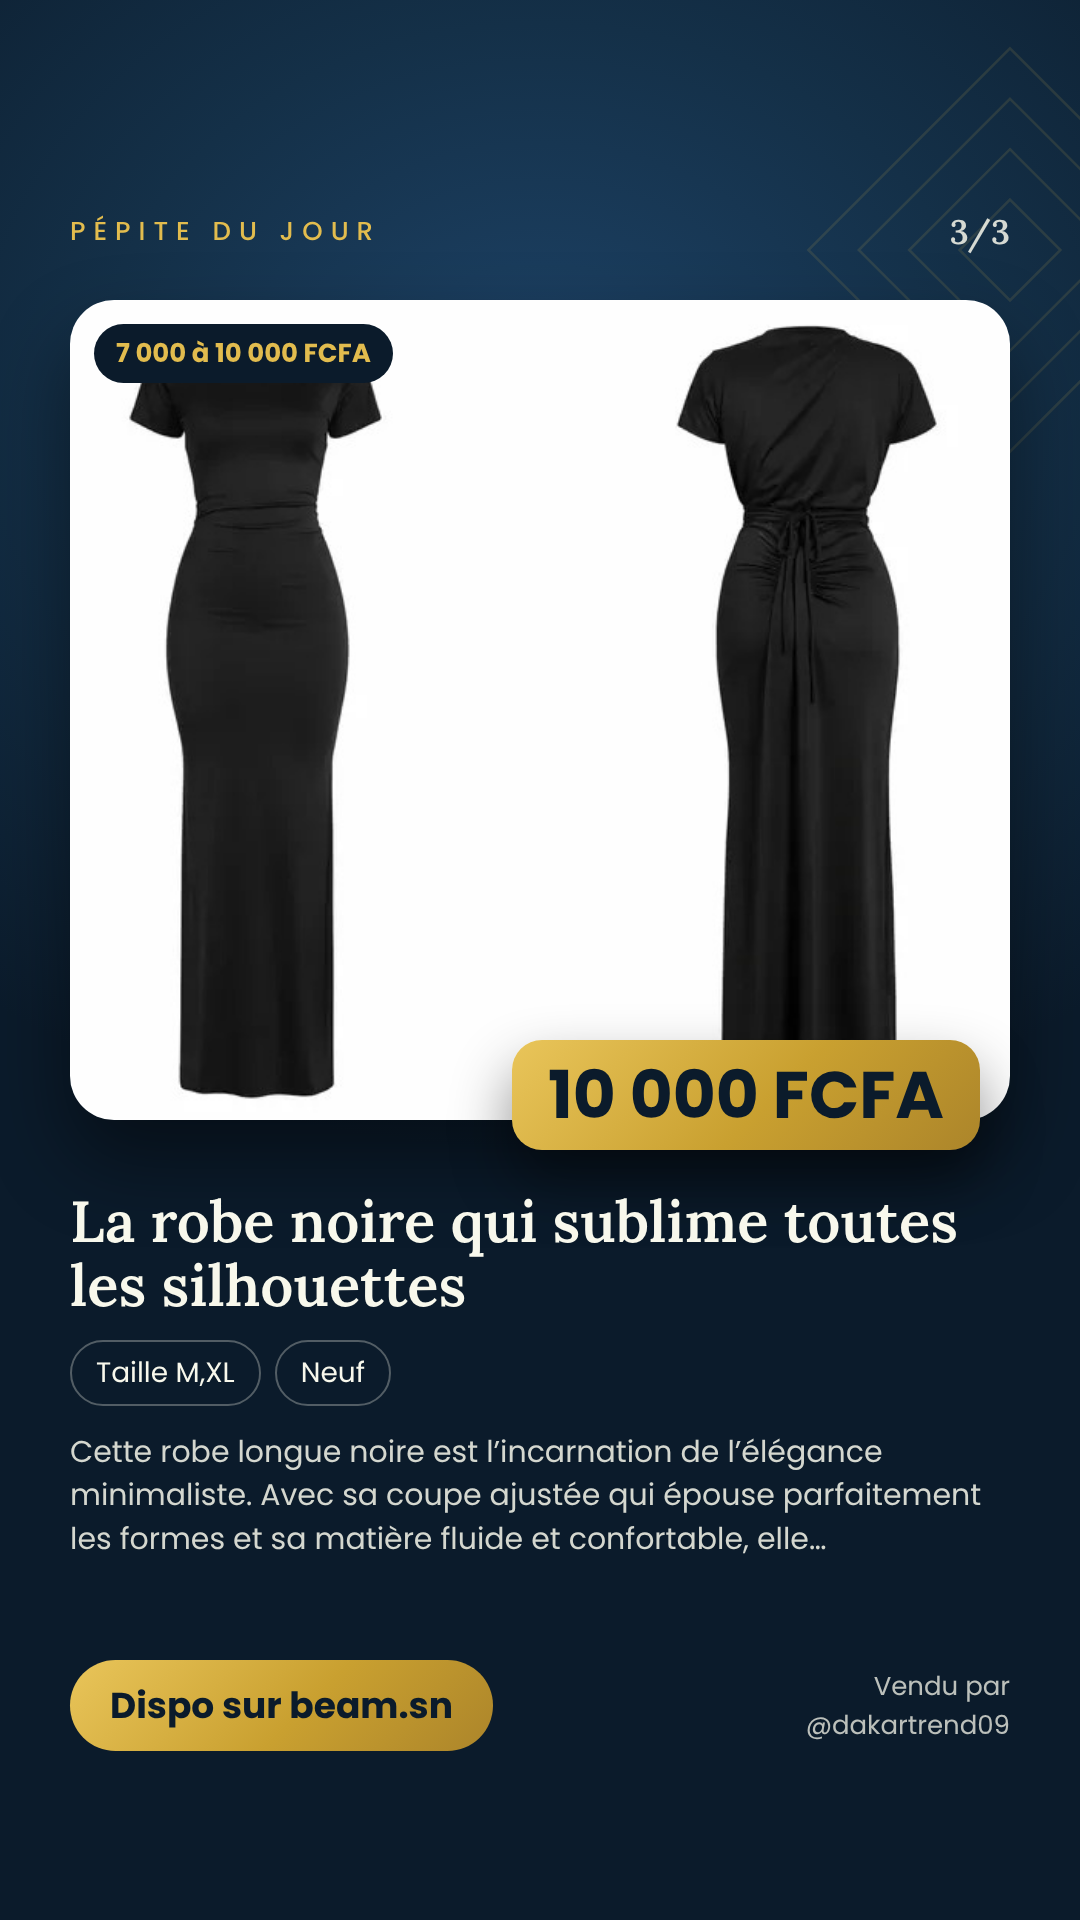 PÉPITE DU JOUR
3/3
7 000 à 10 000 FCFA
10 000 FCFA
La robe noire qui sublime toutes
les silhouettes
Taille M,XL
Neuf
Cette robe longue noire est l’incarnation de l’élégance
minimaliste. Avec sa coupe ajustée qui épouse parfaitement
les formes et sa matière fluide et confortable, elle…
Dispo sur beam.sn
Vendu par
@dakartrend09